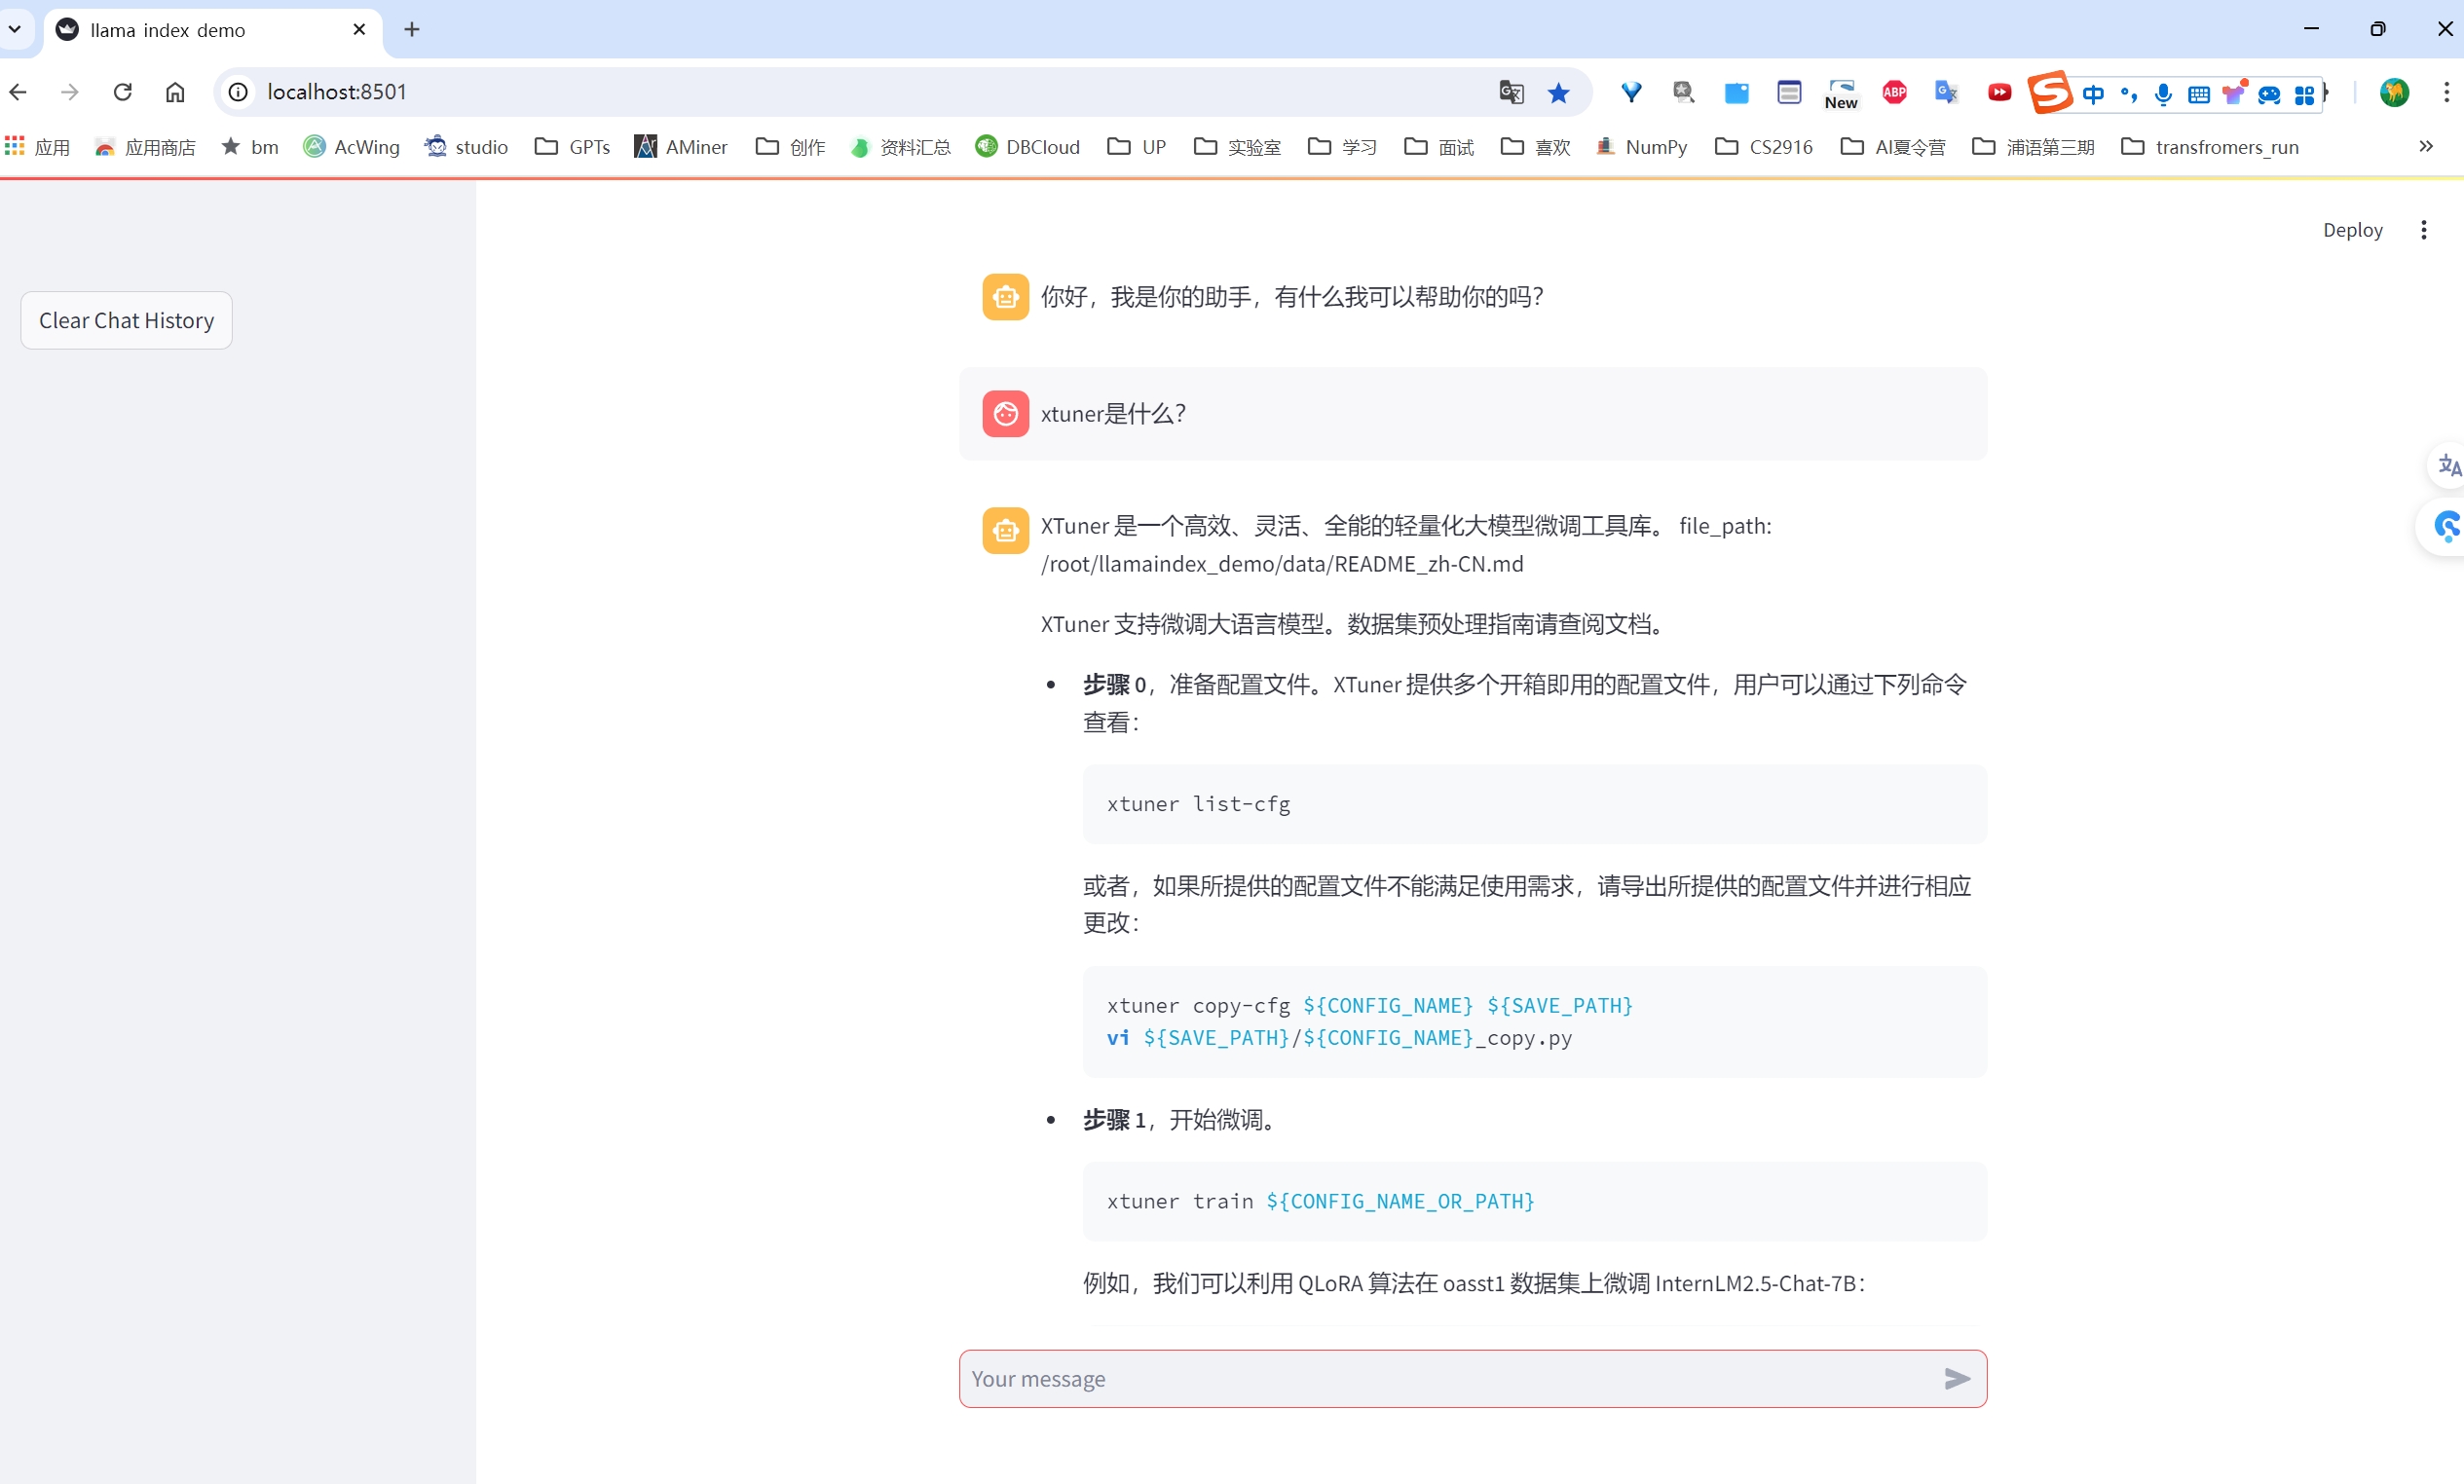 llama index demo
localhost:8501
New
ABP
中
应用
应用商店
bm
AcWing
studio
GPTs
AMiner
创作
资料汇总
DBCloud
UP
实验室
学习
面试
喜欢
NumPy
CS2916
AI夏令营
浦语第三期
transfromers_run
Deploy
Clear Chat History
你好，我是你的助手，有什么我可以帮助你的吗？
xtuner是什么？
XTuner 是一个高效、灵活、全能的轻量化大模型微调工具库。 file_path:
/root/llamaindex_demo/data/README_zh-CN.md
XTuner 支持微调大语言模型。数据集预处理指南请查阅文档。
• 步骤 0，准备配置文件。XTuner 提供多个开箱即用的配置文件，用户可以通过下列命令
查看：
xtuner list-cfg
或者，如果所提供的配置文件不能满足使用需求，请导出所提供的配置文件并进行相应
更改：
xtuner copy-cfg ${CONFIG_NAME} ${SAVE_PATH}
vi ${SAVE_PATH}/${CONFIG_NAME}_copy.py
• 步骤 1，开始微调。
xtuner train ${CONFIG_NAME_OR_PATH}
例如，我们可以利用 QLoRA 算法在 oasst1 数据集上微调 InternLM2.5-Chat-7B：
Your message